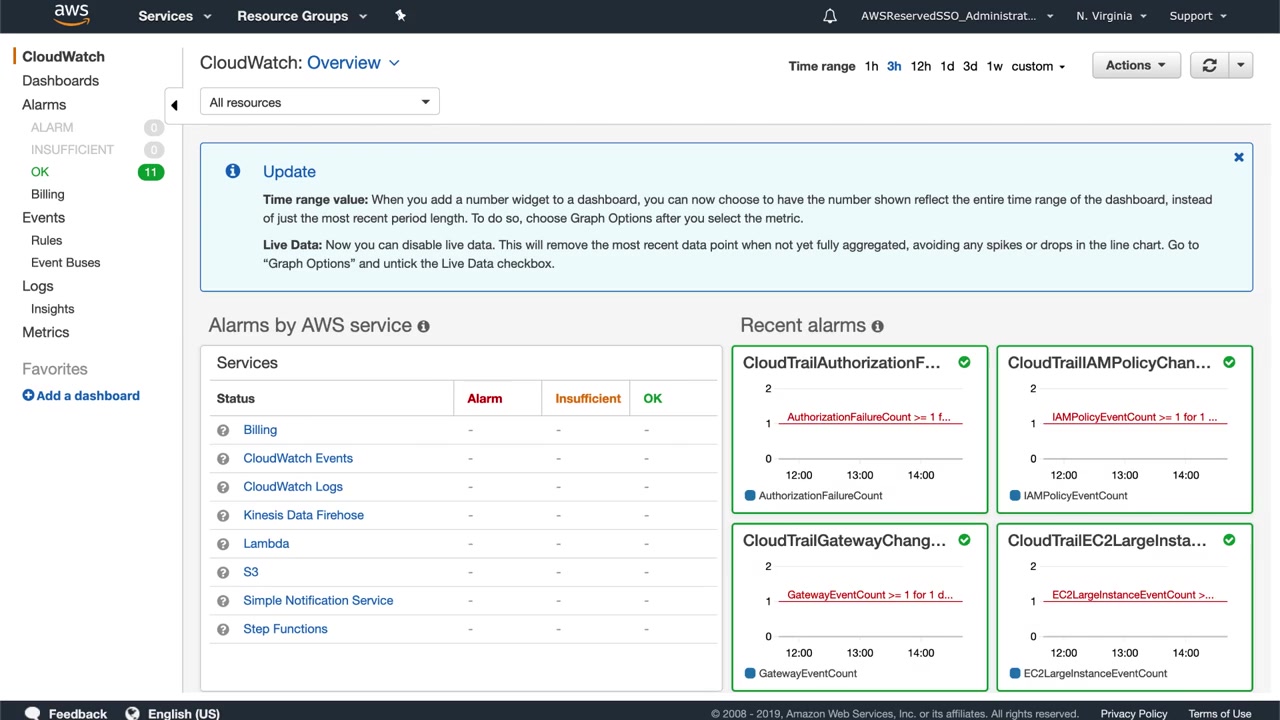 aws
Services
Resource Groups
AWSReservedSSO_Administrat...
N. Virginia
Support
CloudWatch
Dashboards
Alarms
ALARM 0
INSUFFICIENT 0
OK 11
Billing
Events
Rules
Event Buses
Logs
Insights
Metrics
Favorites
Add a dashboard
CloudWatch: Overview
Time range 1h 3h 12h 1d 3d 1w custom
Actions
All resources
Update
Time range value: When you add a number widget to a dashboard, you can now choose to have the number shown reflect the entire time range of the dashboard, instead
of just the most recent period length. To do so, choose Graph Options after you select the metric.
Live Data: Now you can disable live data. This will remove the most recent data point when not yet fully aggregated, avoiding any spikes or drops in the line chart. Go to
“Graph Options” and untick the Live Data checkbox.
Alarms by AWS service
Services
Status Alarm Insufficient OK
Billing - - -
CloudWatch Events - - -
CloudWatch Logs - - -
Kinesis Data Firehose - - -
Lambda - - -
S3 - - -
Simple Notification Service - - -
Step Functions - - -
Recent alarms
CloudTrailAuthorizationF...
2
AuthorizationFailureCount >= 1 f...
1
0
12:00 13:00 14:00
AuthorizationFailureCount
CloudTrailIAMPolicyChan...
2
IAMPolicyEventCount >= 1 for 1 ...
1
0
12:00 13:00 14:00
IAMPolicyEventCount
CloudTrailGatewayChang...
2
GatewayEventCount >= 1 for 1 d...
1
0
12:00 13:00 14:00
GatewayEventCount
CloudTrailEC2LargeInsta...
2
EC2LargeInstanceEventCount >...
1
0
12:00 13:00 14:00
EC2LargeInstanceEventCount
Feedback
English (US)
© 2008 - 2019, Amazon Web Services, Inc. or its affiliates. All rights reserved.
Privacy Policy
Terms of Use